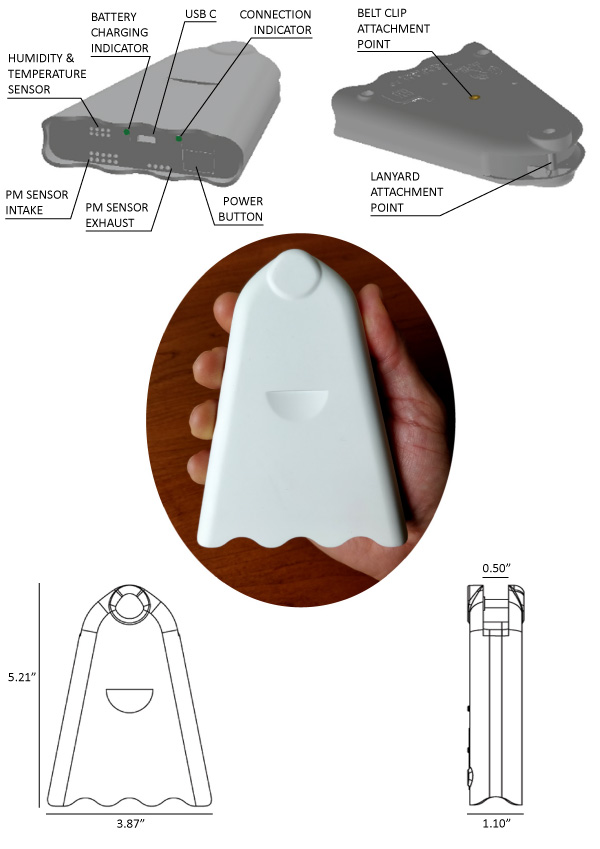 BATTERY
CHARGING
INDICATOR
USB C
CONNECTION
INDICATOR
HUMIDITY &
TEMPERATURE
SENSOR
PM SENSOR
INTAKE
PM SENSOR
EXHAUST
POWER
BUTTON
BELT CLIP
ATTACHMENT
POINT
LANYARD
ATTACHMENT
POINT
5.21”
3.87”
0.50”
1.10”